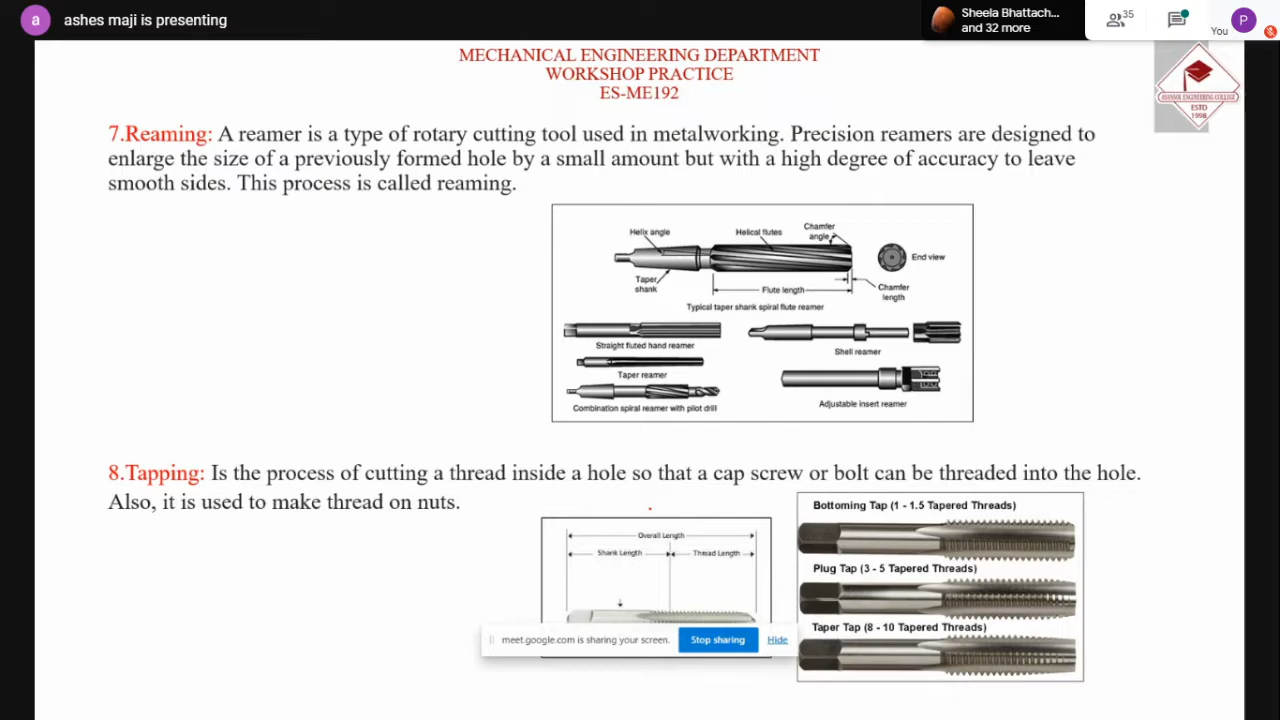 a
ashes maji is presenting
Sheela Bhattach...
and 32 more
35
You
P
MECHANICAL ENGINEERING DEPARTMENT
WORKSHOP PRACTICE
ES-ME192
ASANSOL ENGINEERING COLLEGE
ESTD
1998
7.Reaming: A reamer is a type of rotary cutting tool used in metalworking. Precision reamers are designed to
enlarge the size of a previously formed hole by a small amount but with a high degree of accuracy to leave
smooth sides. This process is called reaming.
Helix angle
Helical flutes
Chamfer
angle
End view
Taper
shank
Flute length
Chamfer
length
Typical taper shank spiral flute reamer
Straight fluted hand reamer
Shell reamer
Taper reamer
Combination spiral reamer with pilot drill
Adjustable insert reamer
8.Tapping: Is the process of cutting a thread inside a hole so that a cap screw or bolt can be threaded into the hole.
Also, it is used to make thread on nuts.
Overall Length
Shank Length
Thread Length
Bottoming Tap (1 - 1.5 Tapered Threads)
Plug Tap (3 - 5 Tapered Threads)
Taper Tap (8 - 10 Tapered Threads)
meet.google.com is sharing your screen.
Stop sharing
Hide